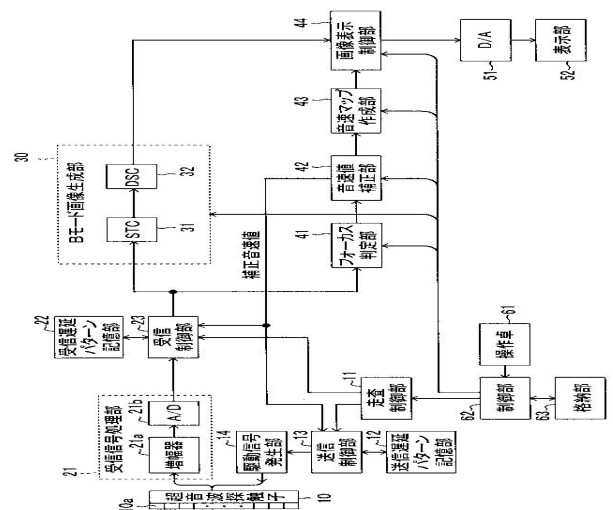 30
Bモード画像生成部
STC
31
DSC
32
22
受信遅延
パターン
記憶部
23
受信
制御部
21
受信信号処理部
増幅器
21a
A/D
21b
14
駆動信号
発生部
13
送信
制御部
12
送信遅延パターン
記憶部
11
走査
制御部
10a
超音波探触子
10
補正音速値
41
フォーカス
判定部
42
音速値
補正部
43
音速マップ
作成部
44
画像表示
制御部
D/A
51
表示部
52
操作卓
61
制御部
62
格納部
63